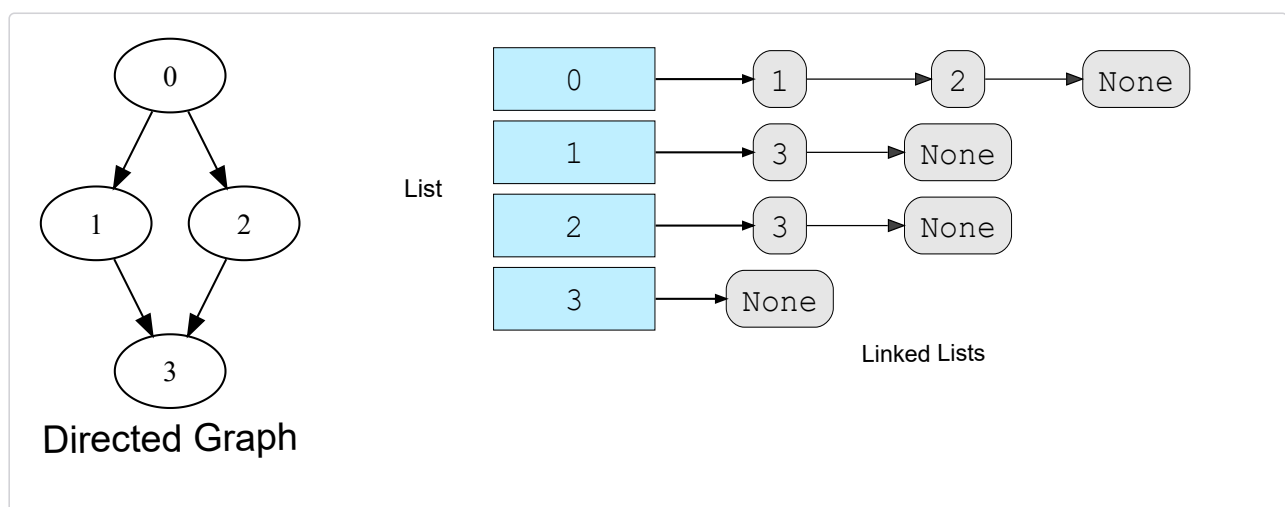 0
1 2
3
Directed Graph
List
0 1 2 None
1 3 None
2 3 None
3 None
Linked Lists